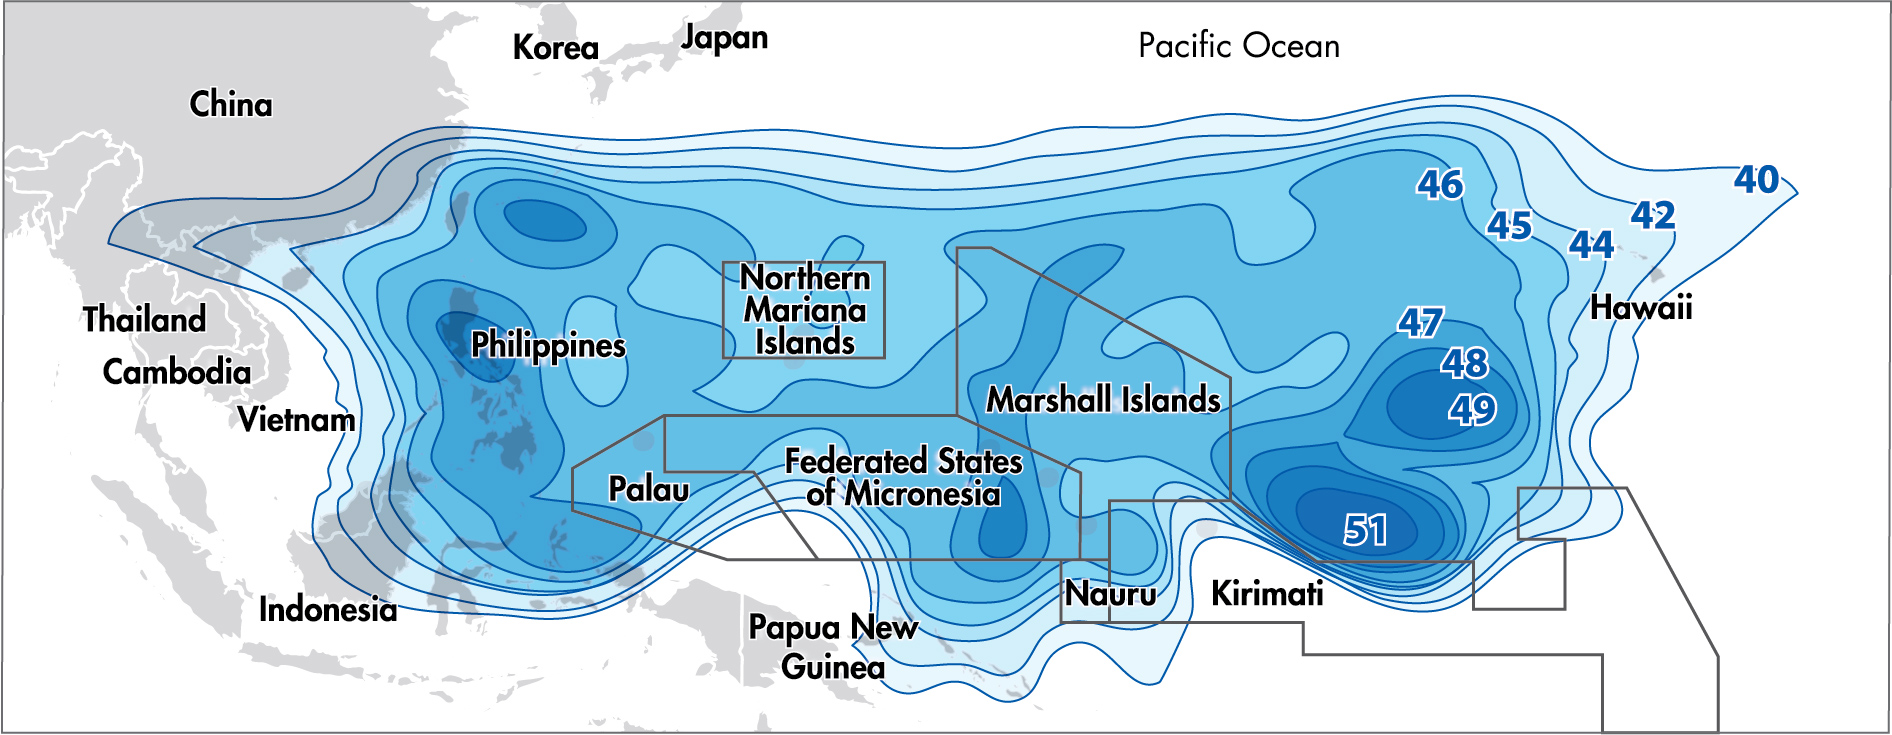 Korea
Japan
Pacific Ocean
China
46
40
45
42
44
Northern
Mariana
Islands
Hawaii
Thailand
Philippines
47
Cambodia
48
Vietnam
Marshall Islands
49
Federated States
of Micronesia
Palau
51
Indonesia
Nauru
Kirimati
Papua New
Guinea